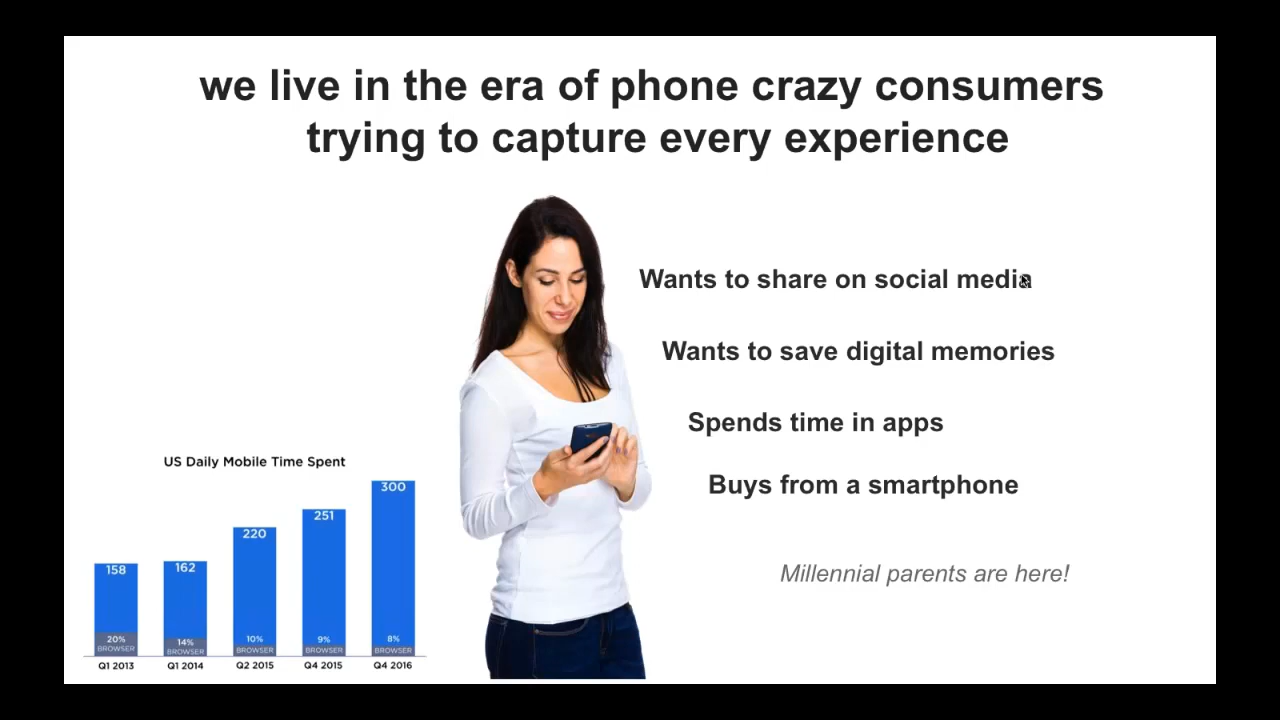 we live in the era of phone crazy consumers
trying to capture every experience
Wants to share on social media
Wants to save digital memories
Spends time in apps
Buys from a smartphone
Millennial parents are here!
US Daily Mobile Time Spent
158
162
220
251
300
20%
BROWSER
14%
BROWSER
10%
BROWSER
9%
BROWSER
8%
BROWSER
Q1 2013
Q1 2014
Q2 2015
Q4 2015
Q4 2016